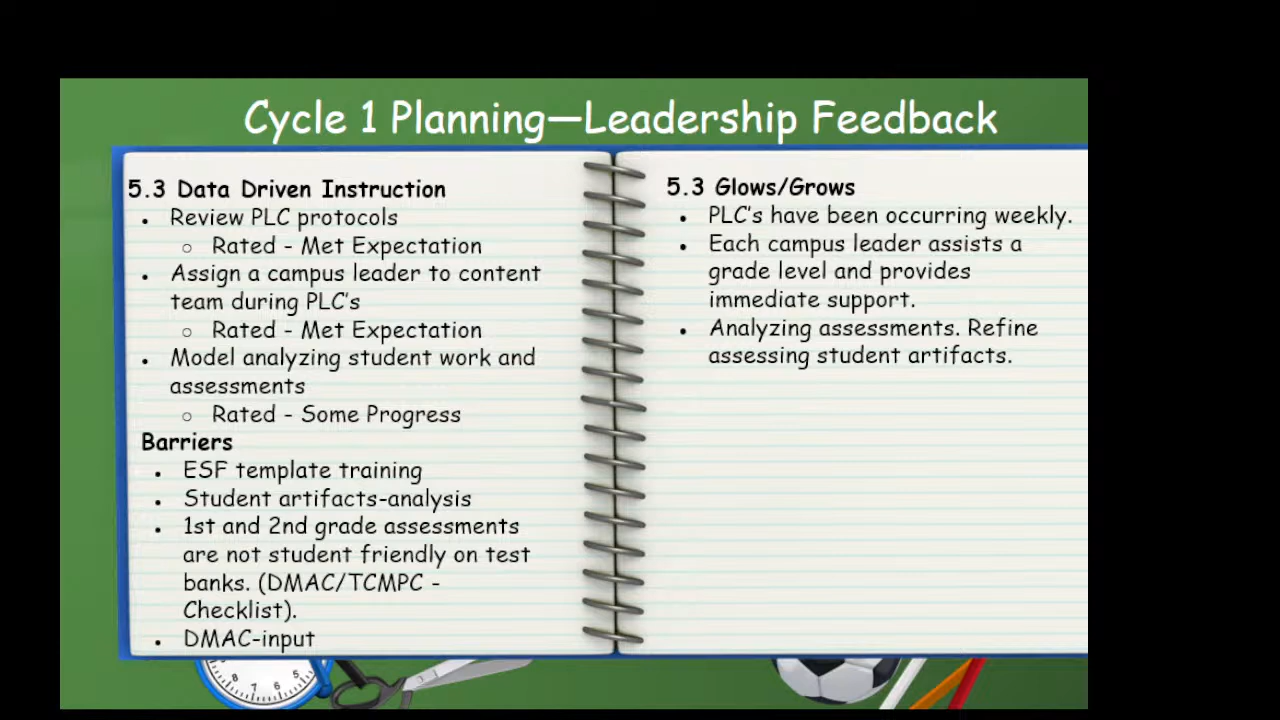 Cycle 1 Planning—Leadership Feedback
5.3 Data Driven Instruction
• Review PLC protocols
○ Rated - Met Expectation
• Assign a campus leader to content
team during PLC's
○ Rated - Met Expectation
• Model analyzing student work and
assessments
○ Rated - Some Progress
Barriers
• ESF template training
• Student artifacts-analysis
• 1st and 2nd grade assessments
are not student friendly on test
banks. (DMAC/TCMPC -
Checklist).
• DMAC-input
5.3 Glows/Grows
• PLC's have been occurring weekly.
• Each campus leader assists a
grade level and provides
immediate support.
• Analyzing assessments. Refine
assessing student artifacts.
8 7 6 5